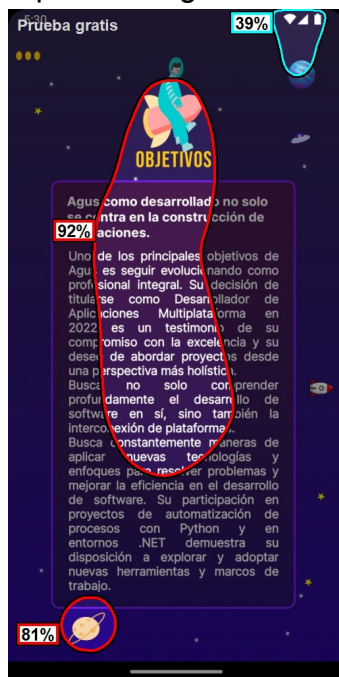 Prueba gratis
5:30
39%
OBJETIVOS
Agus como desarrollado no solo
se centra en la construcción de
92%
aciones.
Uno de los principales objetivos de
Agus es seguir evolucionando como
profesional integral. Su decisión de
titularse como Desarrollador de
Aplicaciones Multiplataforma en
2022 es un testimonio de su
compromiso con la excelencia y su
deseo de abordar proyectos desde
una perspectiva más holística.
Busca no solo comprender
profundamente el desarrollo de
software en sí, sino también la
interconexión de plataformas.
Busca constantemente maneras de
aplicar nuevas tecnologías y
enfoques para resolver problemas y
mejorar la eficiencia en el desarrollo
de software. Su participación en
proyectos de automatización de
procesos con Python y en
entornos .NET demuestra su
disposición a explorar y adoptar
nuevas herramientas y marcos de
trabajo.
81%